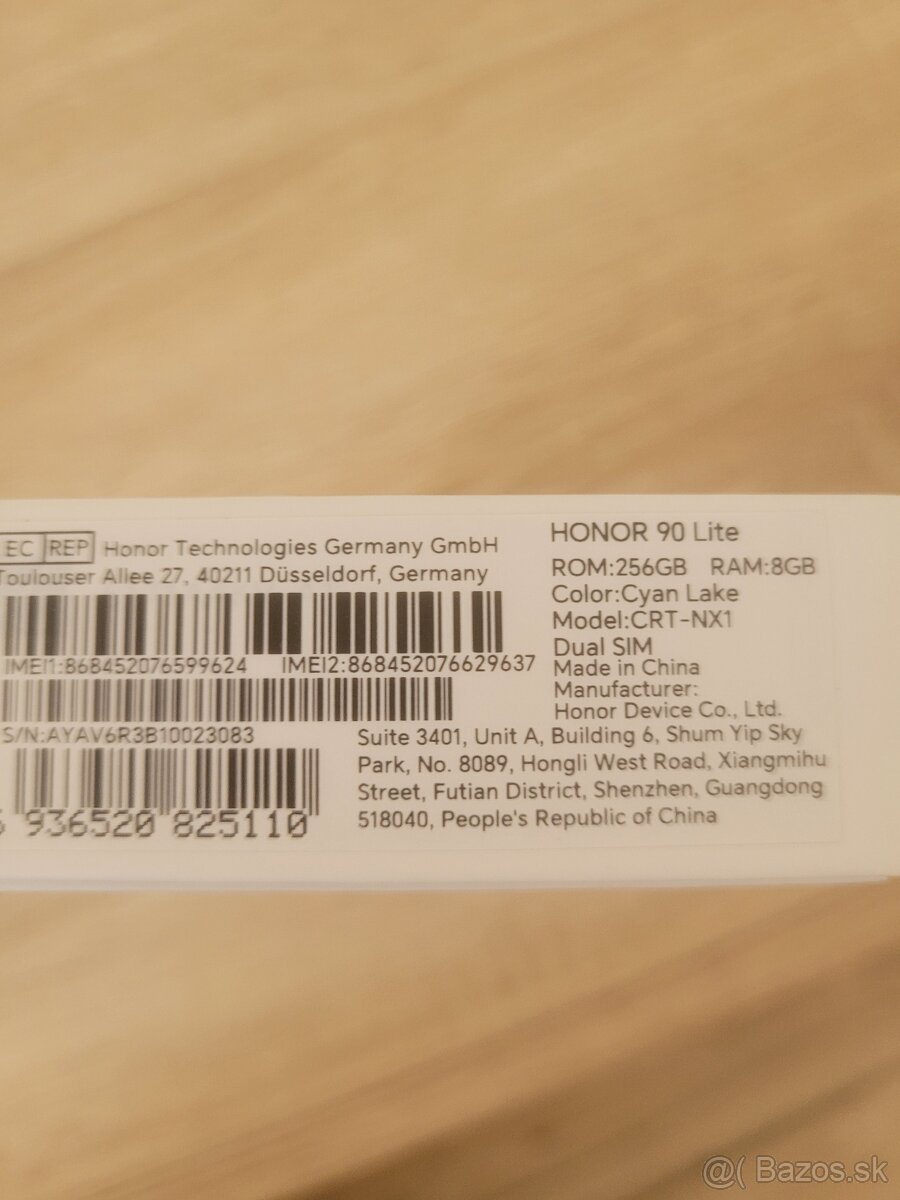 EC REP Honor Technologies Germany GmbH
Toulouser Allee 27, 40211 Düsseldorf, Germany
IMEI1:868452076599624 IMEI2:868452076629637
S/N:AYAV6R3B10023083
6 936520 825110
HONOR 90 Lite
ROM:256GB RAM:8GB
Color:Cyan Lake
Model:CRT-NX1
Dual SIM
Made in China
Manufacturer:
Honor Device Co., Ltd.
Suite 3401, Unit A, Building 6, Shum Yip Sky
Park, No. 8089, Hongli West Road, Xiangmihu
Street, Futian District, Shenzhen, Guangdong
518040, People's Republic of China
@( Bazos.sk